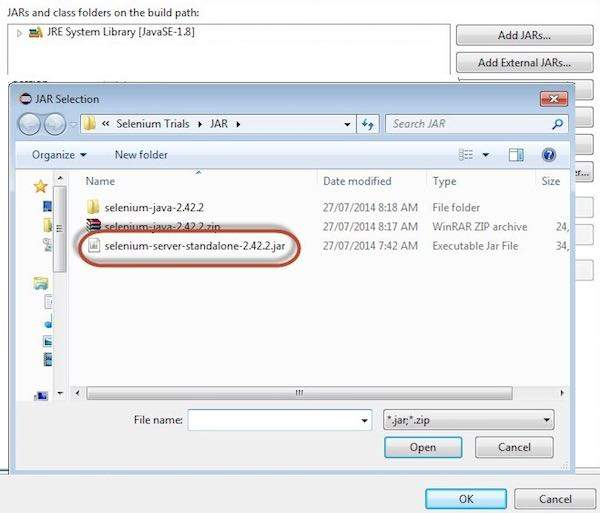 JARs and class folders on the build path:
JRE System Library [JavaSE-1.8]
Add JARs...
Add External JARs...
JAR Selection
« Selenium Trials JAR
Search JAR
Organize
New folder
Name
Date modified
Type
Size
selenium-java-2.42.2
27/07/2014 8:18 AM
File folder
selenium-java-2.42.2.zip
27/07/2014 8:17 AM
WinRAR ZIP archive
24,
selenium-server-standalone-2.42.2.jar
27/07/2014 7:42 AM
Executable Jar File
34,
File name:
*.jar;*.zip
Open
Cancel
OK
Cancel